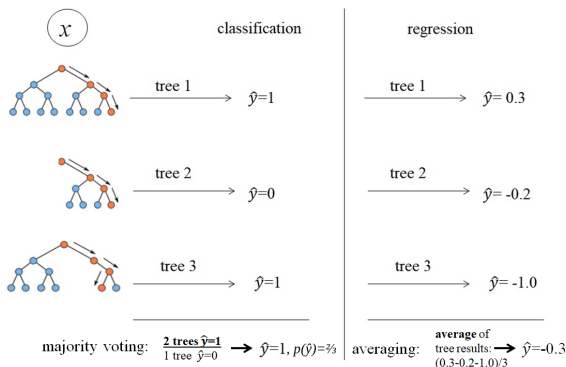 x
classification
regression
tree 1
ŷ=1
tree 1
ŷ= 0.3
tree 2
ŷ=0
tree 2
ŷ= -0.2
tree 3
ŷ=1
tree 3
ŷ= -1.0
majority voting:
2 trees ŷ=1
1 tree ŷ=0
ŷ=1, p(ŷ)=⅔
averaging:
average of
tree results:
(0.3-0.2-1.0)/3
ŷ=-0.3